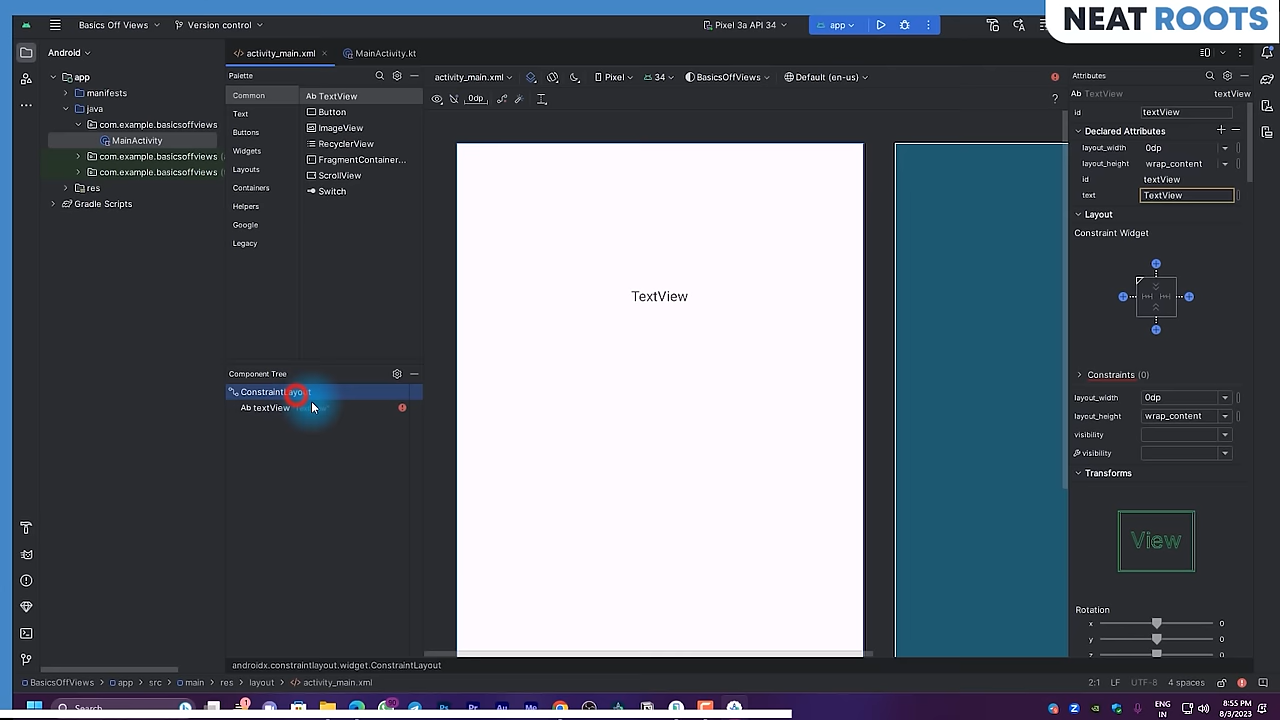 NEAT ROOTS
Basics Off Views
Version control
Pixel 3a API 34
app
Android
activity_main.xml
MainActivity.kt
app
manifests
java
com.example.basicsoffviews
MainActivity
com.example.basicsoffviews
com.example.basicsoffviews
res
Gradle Scripts
Palette
Common
Text
Buttons
Widgets
Layouts
Containers
Helpers
Google
Legacy
Ab TextView
Button
ImageView
RecyclerView
FragmentContainer...
ScrollView
Switch
Component Tree
ConstraintLayout
Ab textView
activity_main.xml
Pixel
34
BasicsOffViews
Default (en-us)
0dp
?
TextView
Attributes
Ab TextView
textView
id
textView
Declared Attributes
layout_width
0dp
layout_height
wrap_content
id
textView
text
TextView
Layout
Constraint Widget
Constraints (0)
layout_width
0dp
layout_height
wrap_content
visibility
visibility
Transforms
View
Rotation
x
0
y
0
z
androidx.constraintlayout.widget.ConstraintLayout
BasicsOffViews
app
src
main
res
layout
activity_main.xml
2:1
LF
UTF-8
4 spaces
Search
ENG
IN
8:55 PM
8/3/2023